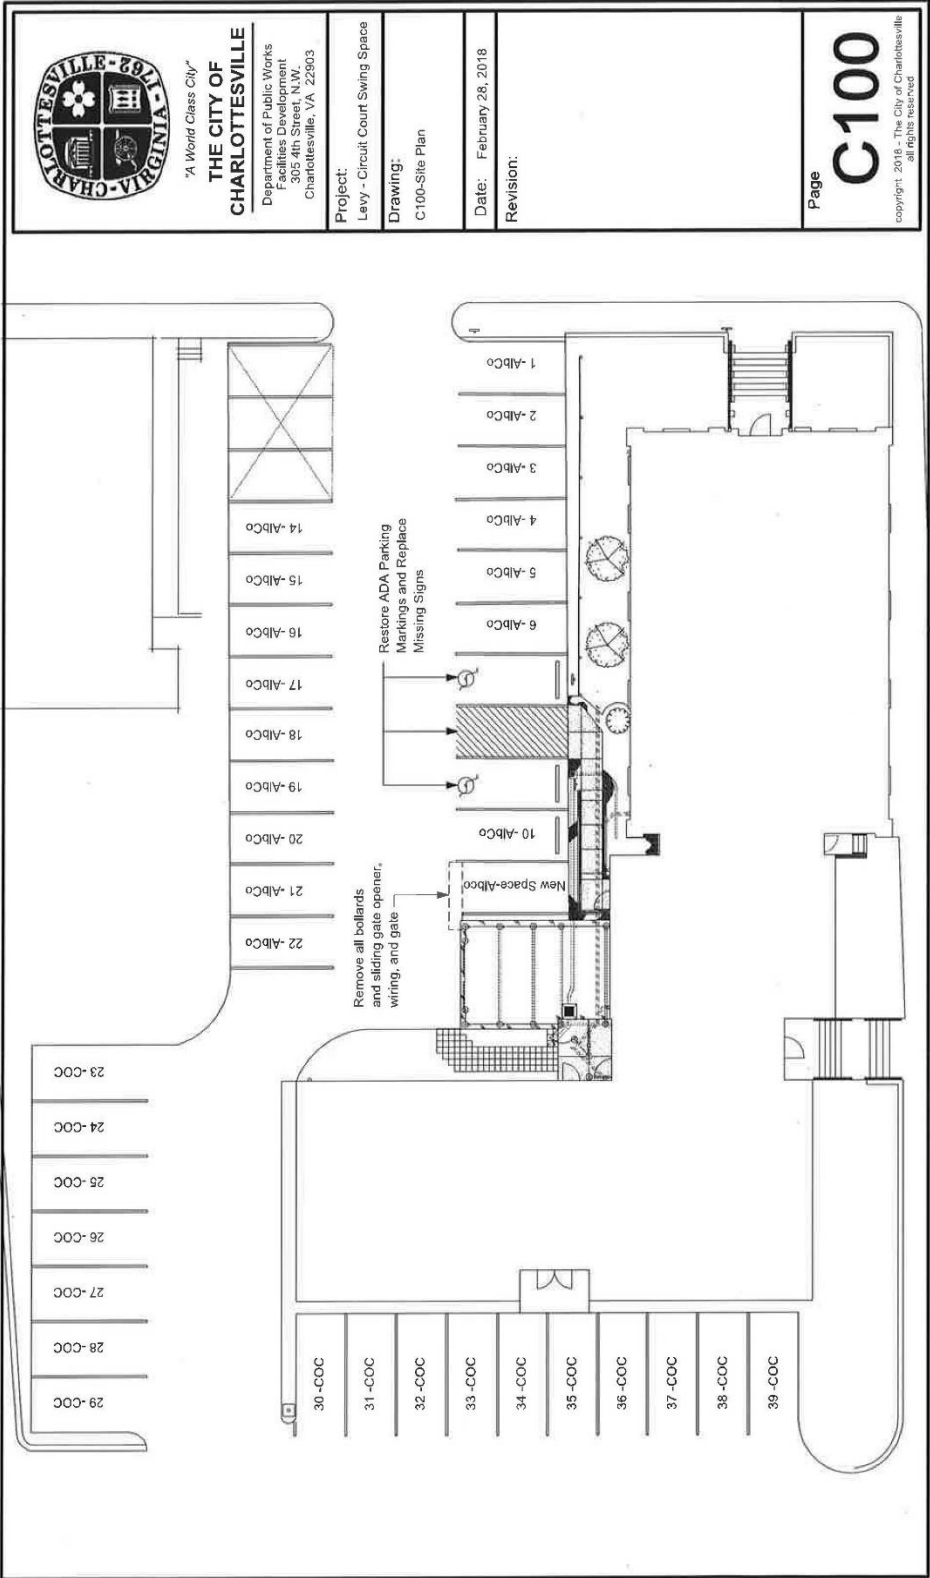 CHARLOTTESVILLE-1762
-VIRGINIA-
"A World Class City"
THE CITY OF
CHARLOTTESVILLE
Department of Public Works
Facilities Development
305 4th Street, N.W.
Charlottesville, VA 22903
Project:
Levy - Circuit Court Swing Space
Drawing:
C100-Site Plan
Date: February 28, 2018
Revision:
Page
C100
copyright 2018 - The City of Charlottesville
all rights reserved
1 -AlbCo
2 -AlbCo
3 -AlbCo
4 -AlbCo
5 -AlbCo
6 -AlbCo
10 -AlbCo
New Space-Albco
14 -AlbCo
15 -AlbCo
16 -AlbCo
17 -AlbCo
18 -AlbCo
19 -AlbCo
20 -AlbCo
21 -AlbCo
22 -AlbCo
Restore ADA Parking
Markings and Replace
Missing Signs
Remove all bollards
and sliding gate opener,
wiring, and gate
23 -COC
24 -COC
25 -COC
26 -COC
27 -COC
28 -COC
29 -COC
30 -COC
31 -COC
32 -COC
33 -COC
34 -COC
35 -COC
36 -COC
37 -COC
38 -COC
39 -COC